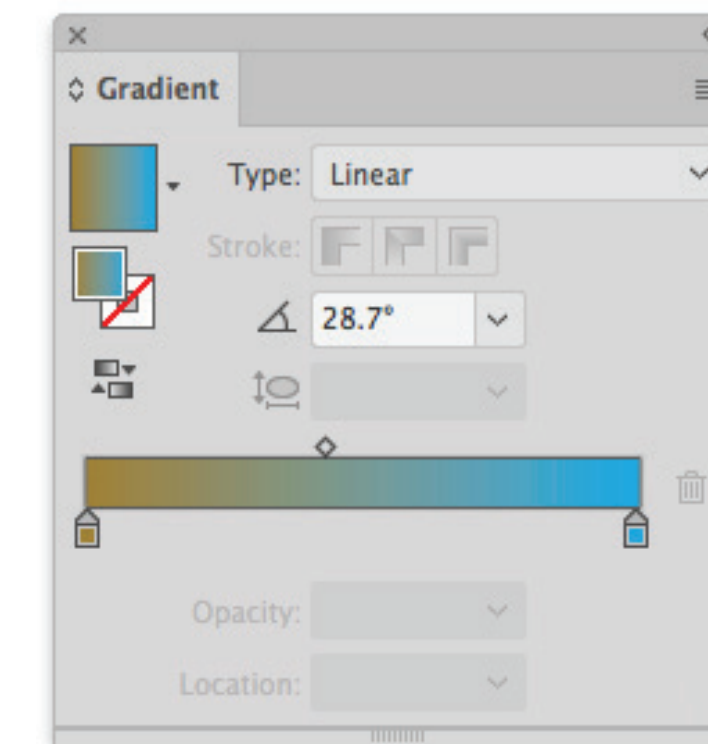 Gradient
Type: Linear
Stroke:
28.7°
Opacity:
Location: